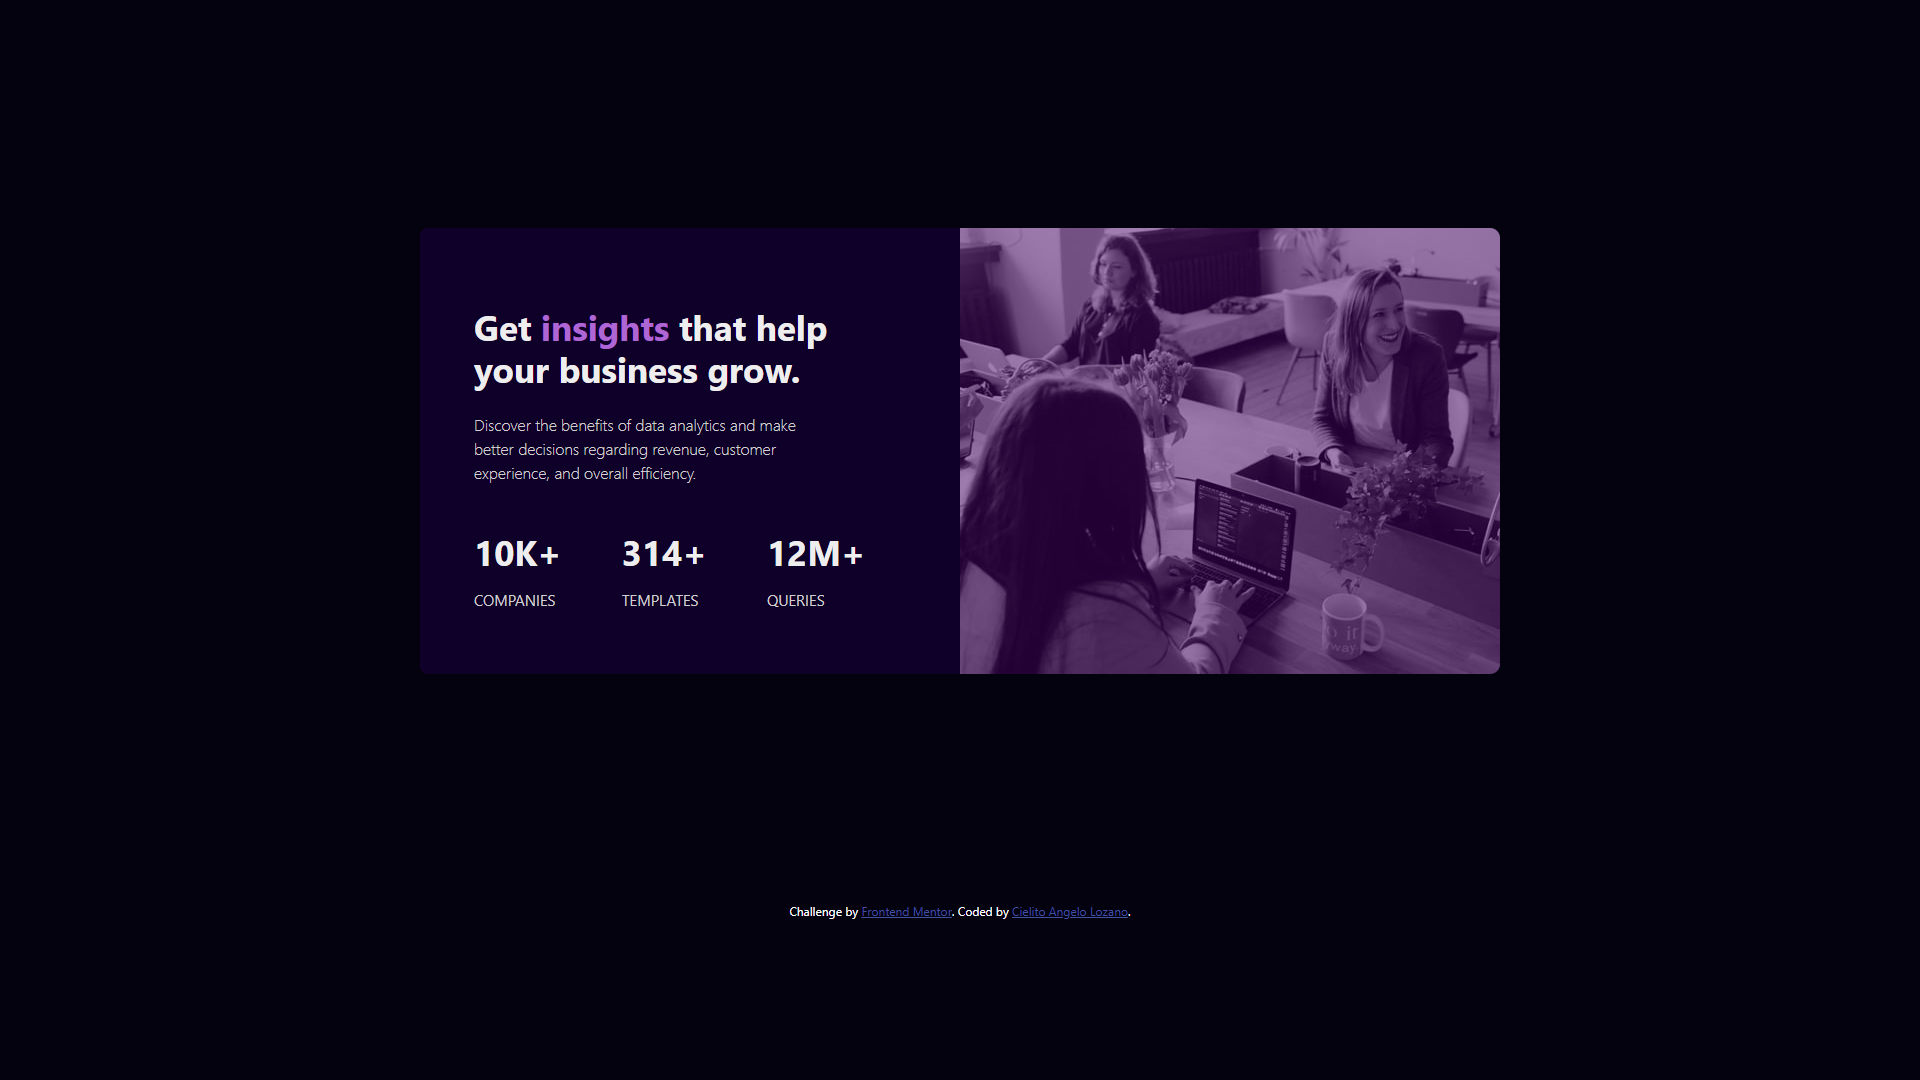 Get insights that help
your business grow.
Discover the benefits of data analytics and make
better decisions regarding revenue, customer
experience, and overall efficiency.
10K+ 314+ 12M+
COMPANIES TEMPLATES QUERIES
Challenge by Frontend Mentor. Coded by Cielito Angelo Lozano.